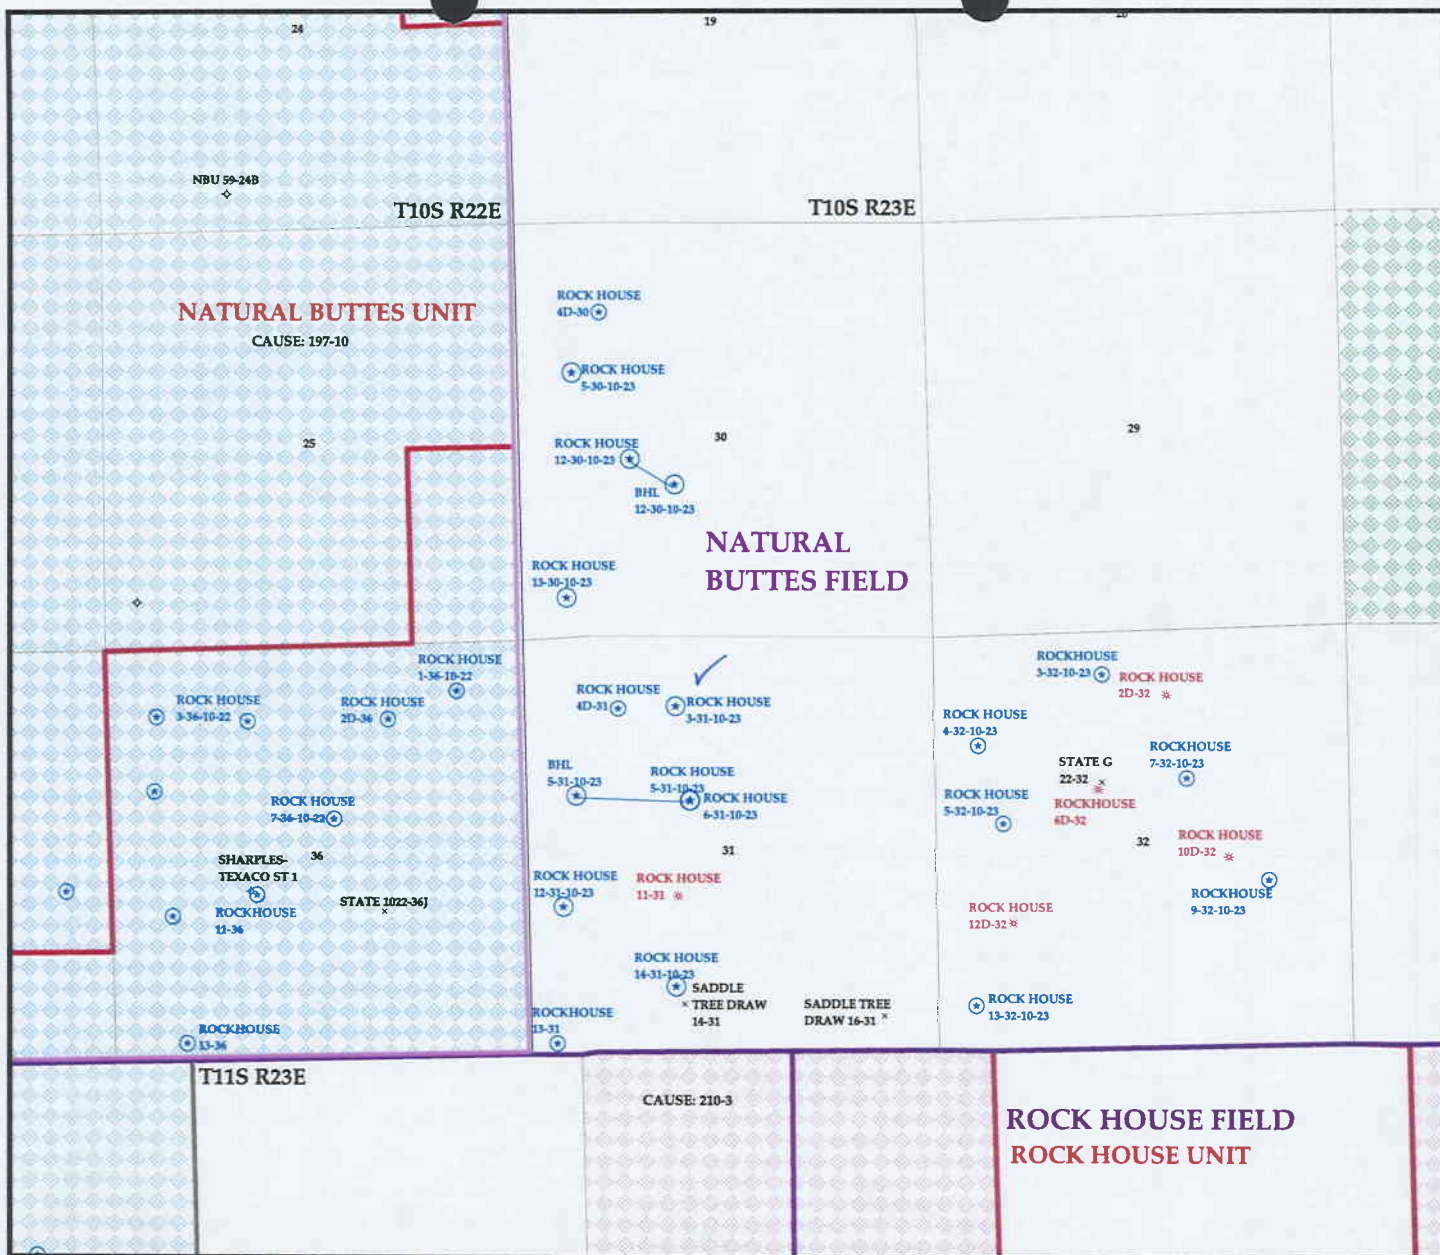 24
19
NBU 59-24B
T10S R22E
T10S R23E
NATURAL BUTTES UNIT
CAUSE: 197-10
ROCK HOUSE
4D-30
ROCK HOUSE
5-30-10-23
25
30
29
ROCK HOUSE
12-30-10-23
BHL
12-30-10-23
NATURAL
BUTTES FIELD
ROCK HOUSE
13-30-10-23
ROCK HOUSE
1-36-10-22
ROCK HOUSE
3-36-10-22
ROCK HOUSE
2D-36
ROCK HOUSE
7-36-10-22
SHARPLES-
TEXACO ST 1
36
STATE 1022-36J
ROCKHOUSE
11-36
ROCKHOUSE
13-36
ROCK HOUSE
4D-31
ROCK HOUSE
3-31-10-23
BHL
5-31-10-23
ROCK HOUSE
5-31-10-23
ROCK HOUSE
6-31-10-23
31
ROCK HOUSE
12-31-10-23
ROCK HOUSE
11-31
ROCK HOUSE
14-31-10-23
SADDLE
TREE DRAW
14-31
SADDLE TREE
DRAW 16-31
ROCKHOUSE
13-31
ROCKHOUSE
3-32-10-23
ROCK HOUSE
2D-32
ROCK HOUSE
4-32-10-23
STATE G
22-32
ROCKHOUSE
7-32-10-23
ROCK HOUSE
5-32-10-23
ROCKHOUSE
6D-32
32
ROCK HOUSE
10D-32
ROCKHOUSE
9-32-10-23
ROCK HOUSE
12D-32
ROCK HOUSE
13-32-10-23
T11S R23E
CAUSE: 210-3
ROCK HOUSE FIELD
ROCK HOUSE UNIT